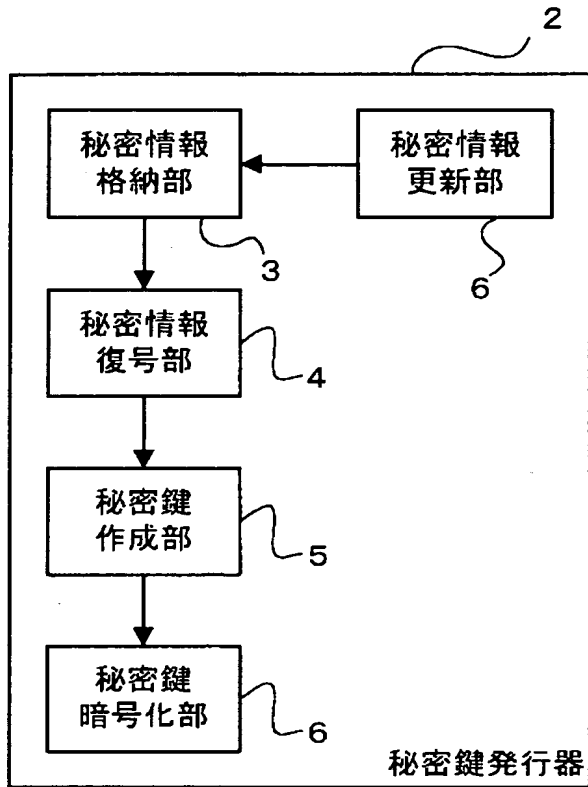 2
秘密情報
格納部
3
秘密情報
更新部
6
秘密情報
復号部
4
秘密鍵
作成部
5
秘密鍵
暗号化部
6
秘密鍵発行器